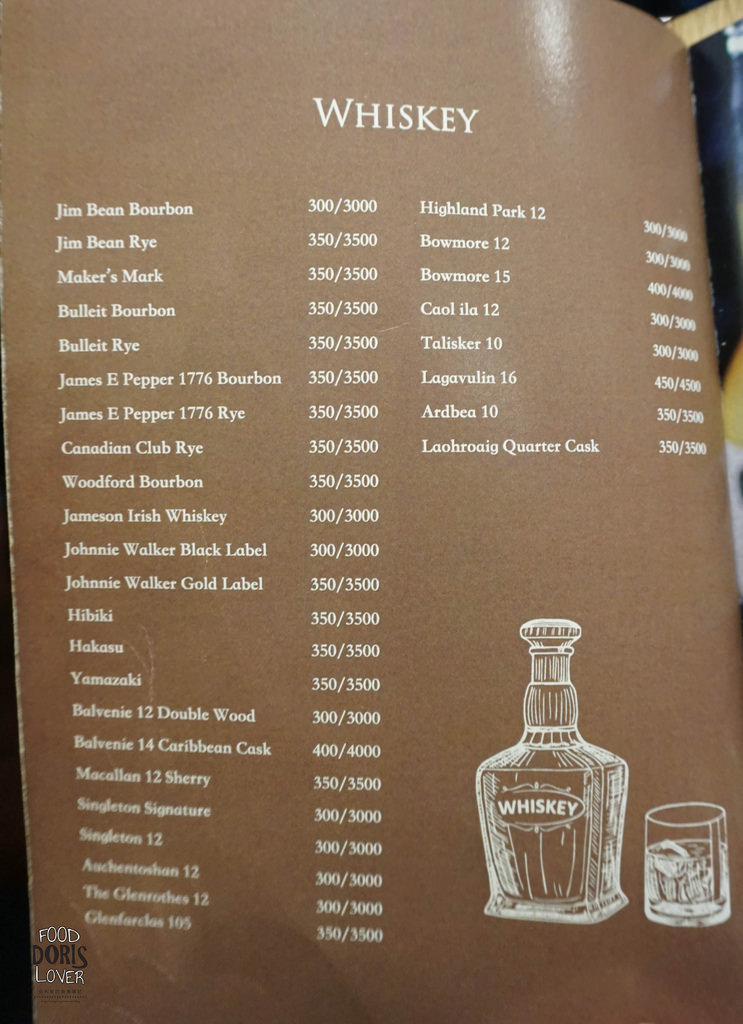 WHISKEY
Jim Bean Bourbon 300/3000
Jim Bean Rye 350/3500
Maker's Mark 350/3500
Bulleit Bourbon 350/3500
Bulleit Rye 350/3500
James E Pepper 1776 Bourbon 350/3500
James E Pepper 1776 Rye 350/3500
Canadian Club Rye 350/3500
Woodford Bourbon 350/3500
Jameson Irish Whiskey 300/3000
Johnnie Walker Black Label 300/3000
Johnnie Walker Gold Label 350/3500
Hibiki 350/3500
Hakasu 350/3500
Yamazaki 350/3500
Balvenie 12 Double Wood 300/3000
Balvenie 14 Caribbean Cask 400/4000
Macallan 12 Sherry 350/3500
Singleton Signature 300/3000
Singleton 12 300/3000
Auchentoshan 12 300/3000
The Glenrothes 12 300/3000
Glenfarclas 105 350/3500
Highland Park 12 300/3000
Bowmore 12 300/3000
Bowmore 15 400/4000
Caol ila 12 300/3000
Talisker 10 300/3000
Lagavulin 16 450/4500
Ardbea 10 350/3500
Laohroaig Quarter Cask 350/3500
WHISKEY
FOOD
DORIS
LOVER